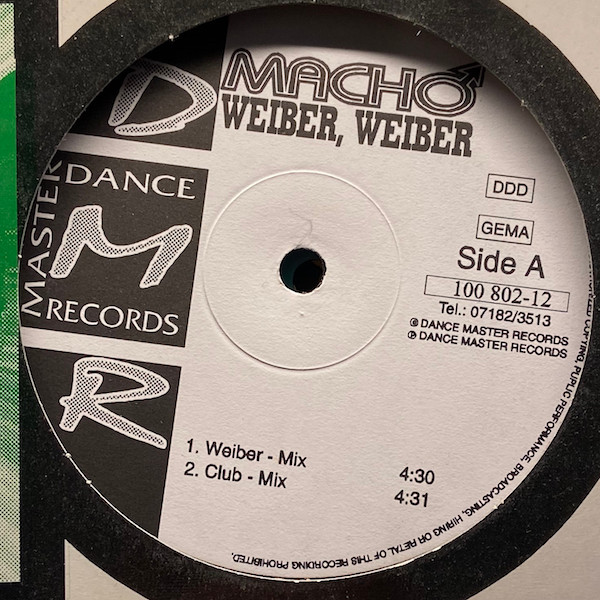 D
MACHO
WEIBER, WEIBER
MASTER
DANCE
M
RECORDS
R
DDD
GEMA
Side A
100 802-12
Tel.: 07182/3513
© DANCE MASTER RECORDS
℗ DANCE MASTER RECORDS
1. Weiber - Mix 4:30
2. Club - Mix 4:31
COPYING, PUBLIC PERFORMANCE, BROADCASTING, HIRING OR RETAL OF THIS RECORDING PROHIBITED.